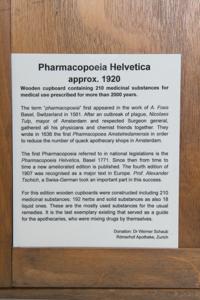 Pharmacopoeia Helvetica
approx. 1920
Wooden cupboard containing 210 medicinal substances for
medical use prescribed for more than 2000 years.
The term "pharmacopoeia" first appeared in the work of A. Foes
Basel, Switzerland in 1561. After an outbreak of plague, Nicolaes
Tulp, mayor of Amsterdam and respected Surgeon general,
gathered all his physicians and chemist friends together. They
wrote in 1636 the first Pharmacopoea Amstelredamensis in order
to reduce the number of quack apothecary shops in Amsterdam.
The first Pharmacopoeia referred to in national legislations is the
Pharmacopoeia Helvetica, Basel 1771. Since then from time to
time a new amended edition is published. The fourth edition of
1907 was recognised as a major text in Europe. Prof. Alexander
Tschirch, a Swiss-German took an important part in this success.
For this edition wooden cupboards were constructed including 210
medicinal substances; 192 herbs and solid substances as also 18
liquid ones. These are the mostly used substances for the usual
remedies. It is the last exemplary existing that served as a guide
for the apothecaries, who were mixing drugs by themselves.
Donation: Dr Werner Schaub
Römerhof Apotheke, Zurich